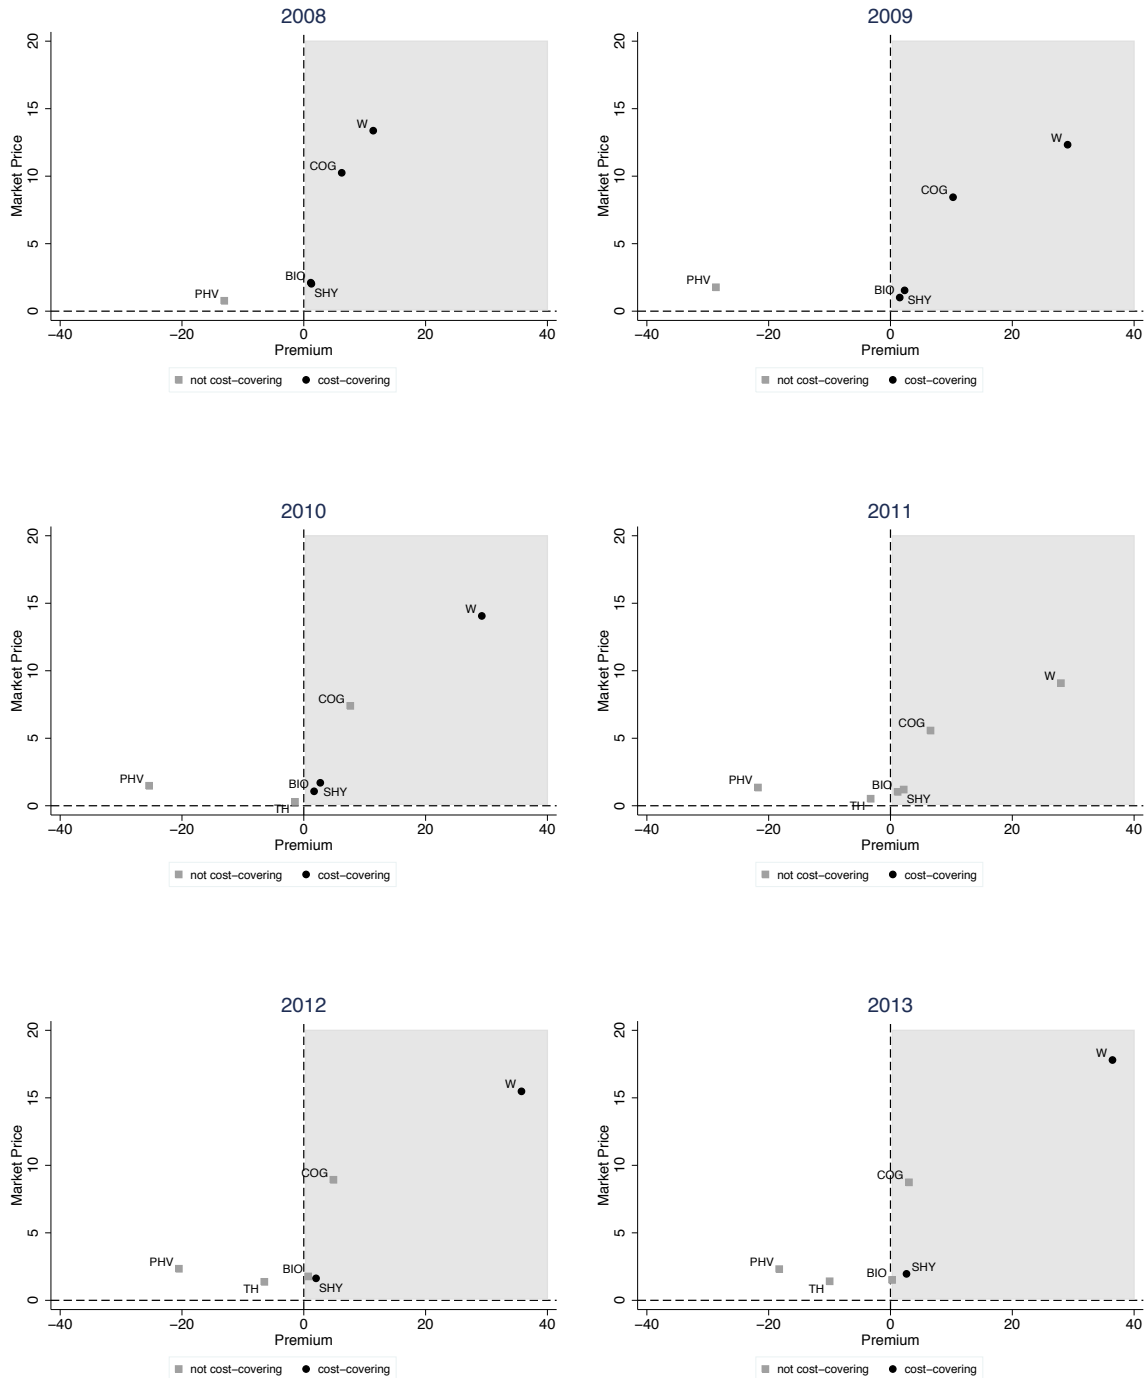 2008
20
15
10
5
0
Market Price
W
COG
BIO
SHY
PHV
−40 −20 0 20 40
Premium
not cost−covering cost−covering
2009
20
15
10
5
0
Market Price
W
COG
PHV
BIO
SHY
−40 −20 0 20 40
Premium
not cost−covering cost−covering
2010
20
15
10
5
0
Market Price
W
COG
PHV
BIO
SHY
TH
−40 −20 0 20 40
Premium
not cost−covering cost−covering
2011
20
15
10
5
0
Market Price
W
COG
PHV
BIO
SHY
TH
−40 −20 0 20 40
Premium
not cost−covering cost−covering
2012
20
15
10
5
0
Market Price
W
COG
PHV
BIO
TH
SHY
−40 −20 0 20 40
Premium
not cost−covering cost−covering
2013
20
15
10
5
0
Market Price
W
COG
PHV
SHY
BIO
TH
−40 −20 0 20 40
Premium
not cost−covering cost−covering